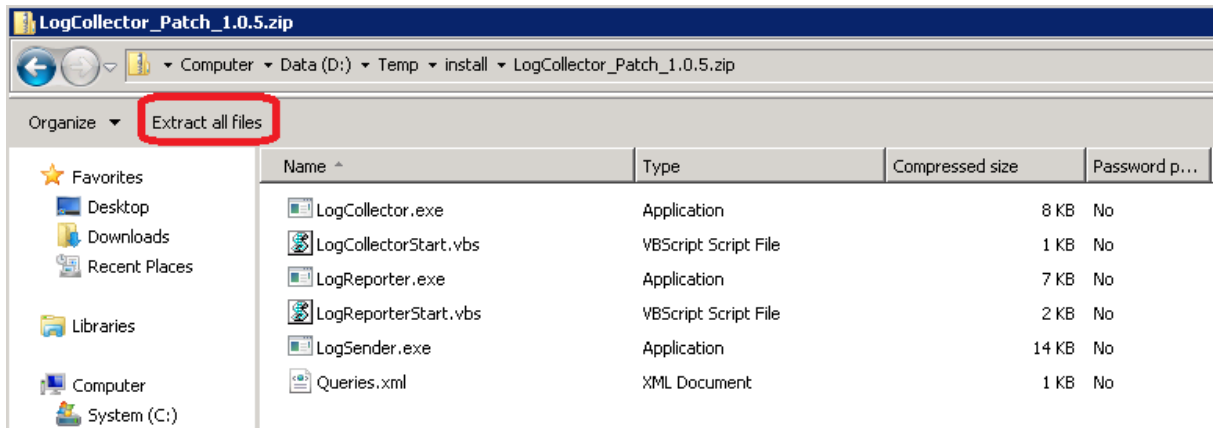 LogCollector_Patch_1.0.5.zip
Computer Data (D:) Temp install LogCollector_Patch_1.0.5.zip
Organize Extract all files
Favorites
Desktop
Downloads
Recent Places
Libraries
Computer
System (C:)
Name Type Compressed size Password p...
LogCollector.exe Application 8 KB No
LogCollectorStart.vbs VBScript Script File 1 KB No
LogReporter.exe Application 7 KB No
LogReporterStart.vbs VBScript Script File 2 KB No
LogSender.exe Application 14 KB No
Queries.xml XML Document 1 KB No